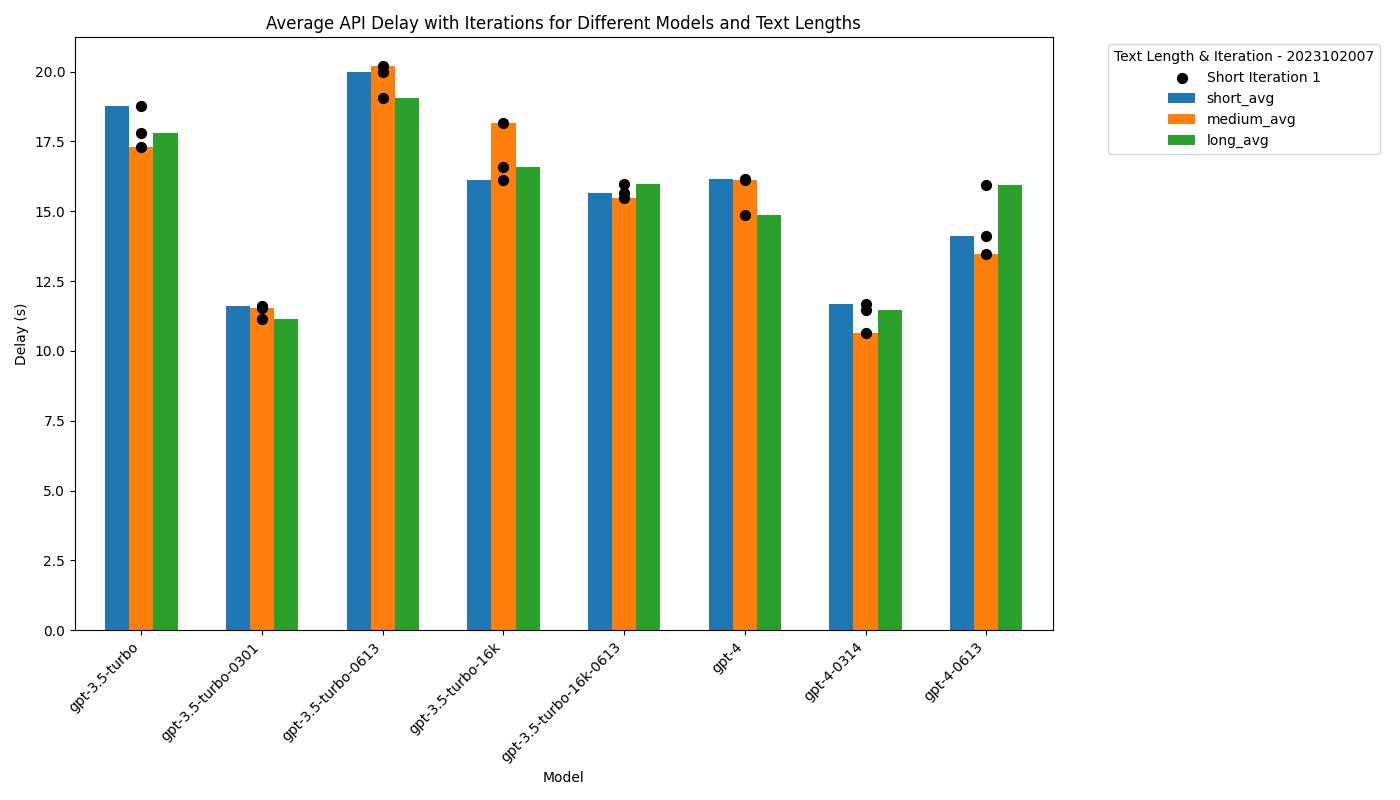 Average API Delay with Iterations for Different Models and Text Lengths
Text Length & Iteration - 2023102007
Short Iteration 1
short_avg
medium_avg
long_avg
Delay (s)
20.0
17.5
15.0
12.5
10.0
7.5
5.0
2.5
0.0
gpt-3.5-turbo
gpt-3.5-turbo-0301
gpt-3.5-turbo-0613
gpt-3.5-turbo-16k
gpt-3.5-turbo-16k-0613
gpt-4
gpt-4-0314
gpt-4-0613
Model